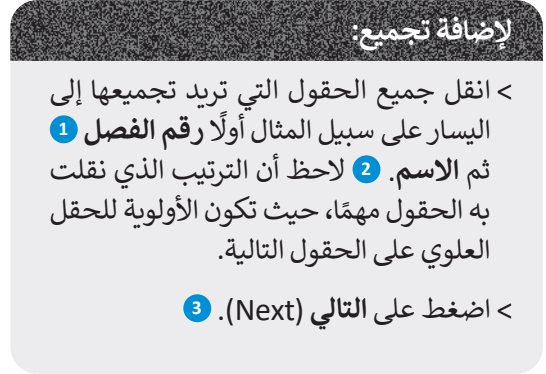 لإضافة تجميع:
> انقل جميع الحقول التي تريد تجميعها إلى
اليسار على سبيل المثال أولًا رقم الفصل 1
ثم الاسم. 2 لاحظ أن الترتيب الذي نقلت
به الحقول مهمًا، حيث تكون الأولوية للحقل
العلوي على الحقول التالية.
> اضغط على التالي (Next). 3